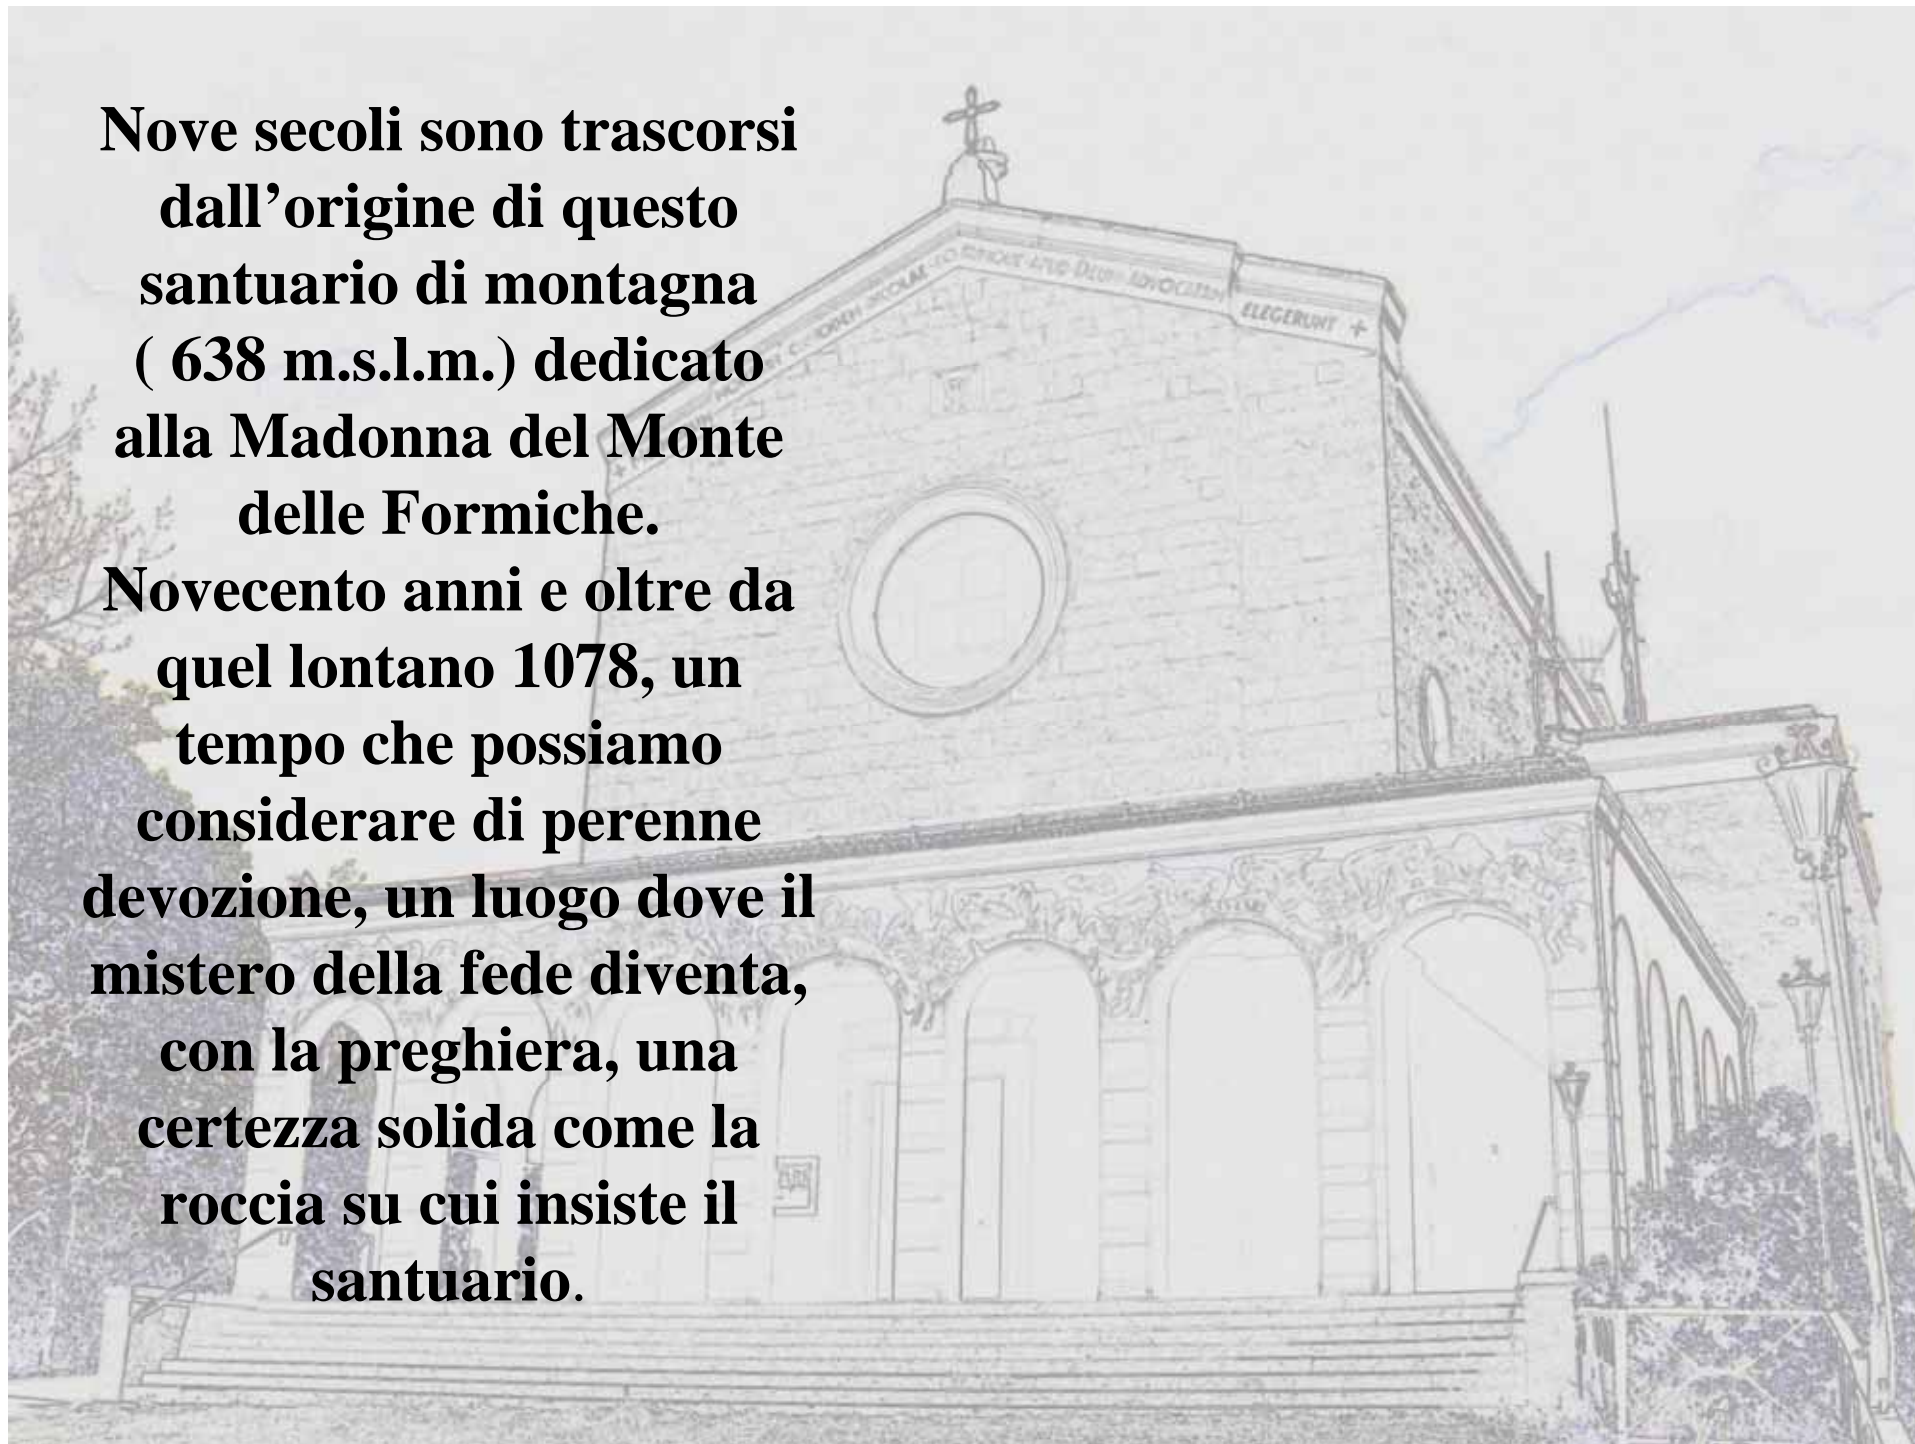 Nove secoli sono trascorsi
dall’origine di questo
santuario di montagna
( 638 m.s.l.m.) dedicato
alla Madonna del Monte
delle Formiche.
Novecento anni e oltre da
quel lontano 1078, un
tempo che possiamo
considerare di perenne
devozione, un luogo dove il
mistero della fede diventa,
con la preghiera, una
certezza solida come la
roccia su cui insiste il
santuario.
ELEGERUNT +